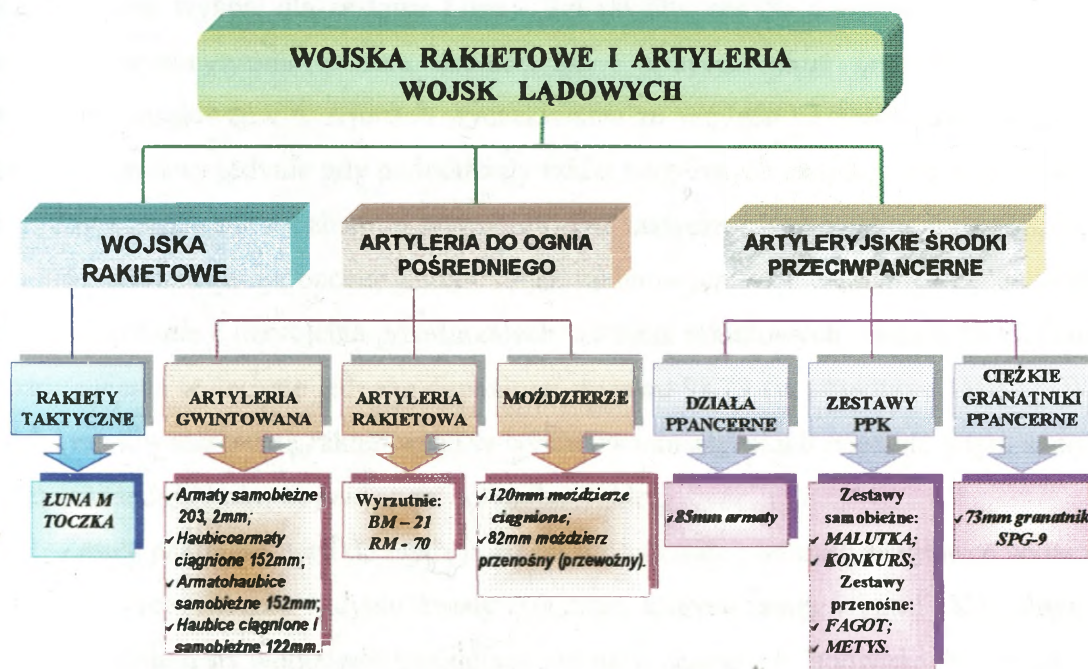 WOJSKA RAKIETOWE I ARTYLERIA
WOJSK LĄDOWYCH
WOJSKA
RAKIETOWE
ARTYLERIA DO OGNIA
POŚREDNIEGO
ARTYLERYJSKIE ŚRODKI
PRZECIWPANCERNE
RAKIETY
TAKTYCZNE
ŁUNA M
TOCZKA
ARTYLERIA
GWINTOWANA
✓ Armaty samobieżne
203, 2mm;
✓ Haubicoarmaty
ciągnione 152mm;
✓ Armatohaubice
samobieżne 152mm;
✓ Haubice ciągnione i
samobieżne 122mm.
ARTYLERIA
RAKIETOWA
Wyrzutnie:
BM – 21
RM - 70
MOŹDZIERZE
✓ 120mm moździerze
ciągnione;
✓ 82mm moździerz
przenośny (przewoźny).
DZIAŁA
PPANCERNE
✓ 85mm armaty
ZESTAWY
PPK
Zestawy
samobieżne:
✓ MALUTKA;
✓ KONKURS;
Zestawy
przenośne:
✓ FAGOT;
✓ METYS.
CIĘŻKIE
GRANATNIKI
PPANCERNE
✓ 73mm granatnik
SPG-9